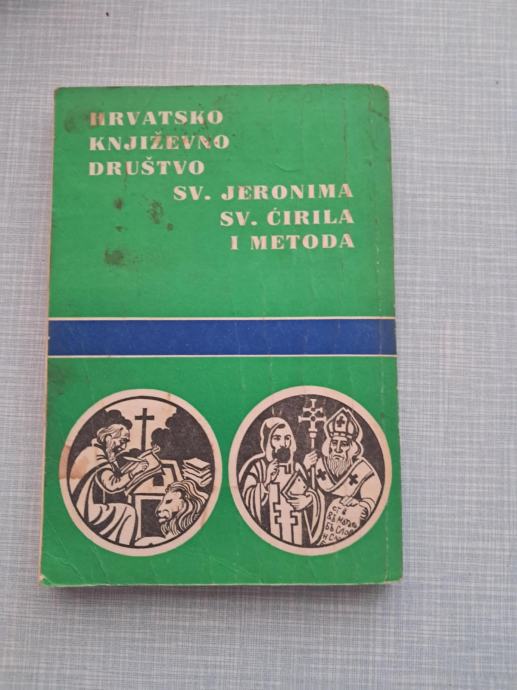 HRVATSKO
KNJIŽEVNO
DRUŠTVO
SV. JERONIMA
SV. ĆIRILA
I METODA